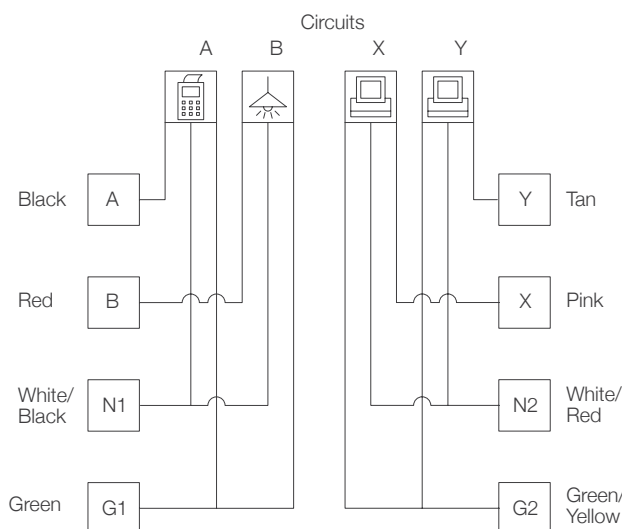 Circuits
A B X Y
Black A Y Tan
Red B X Pink
White/
Black N1 N2 White/
Red
Green G1 G2 Green/
Yellow